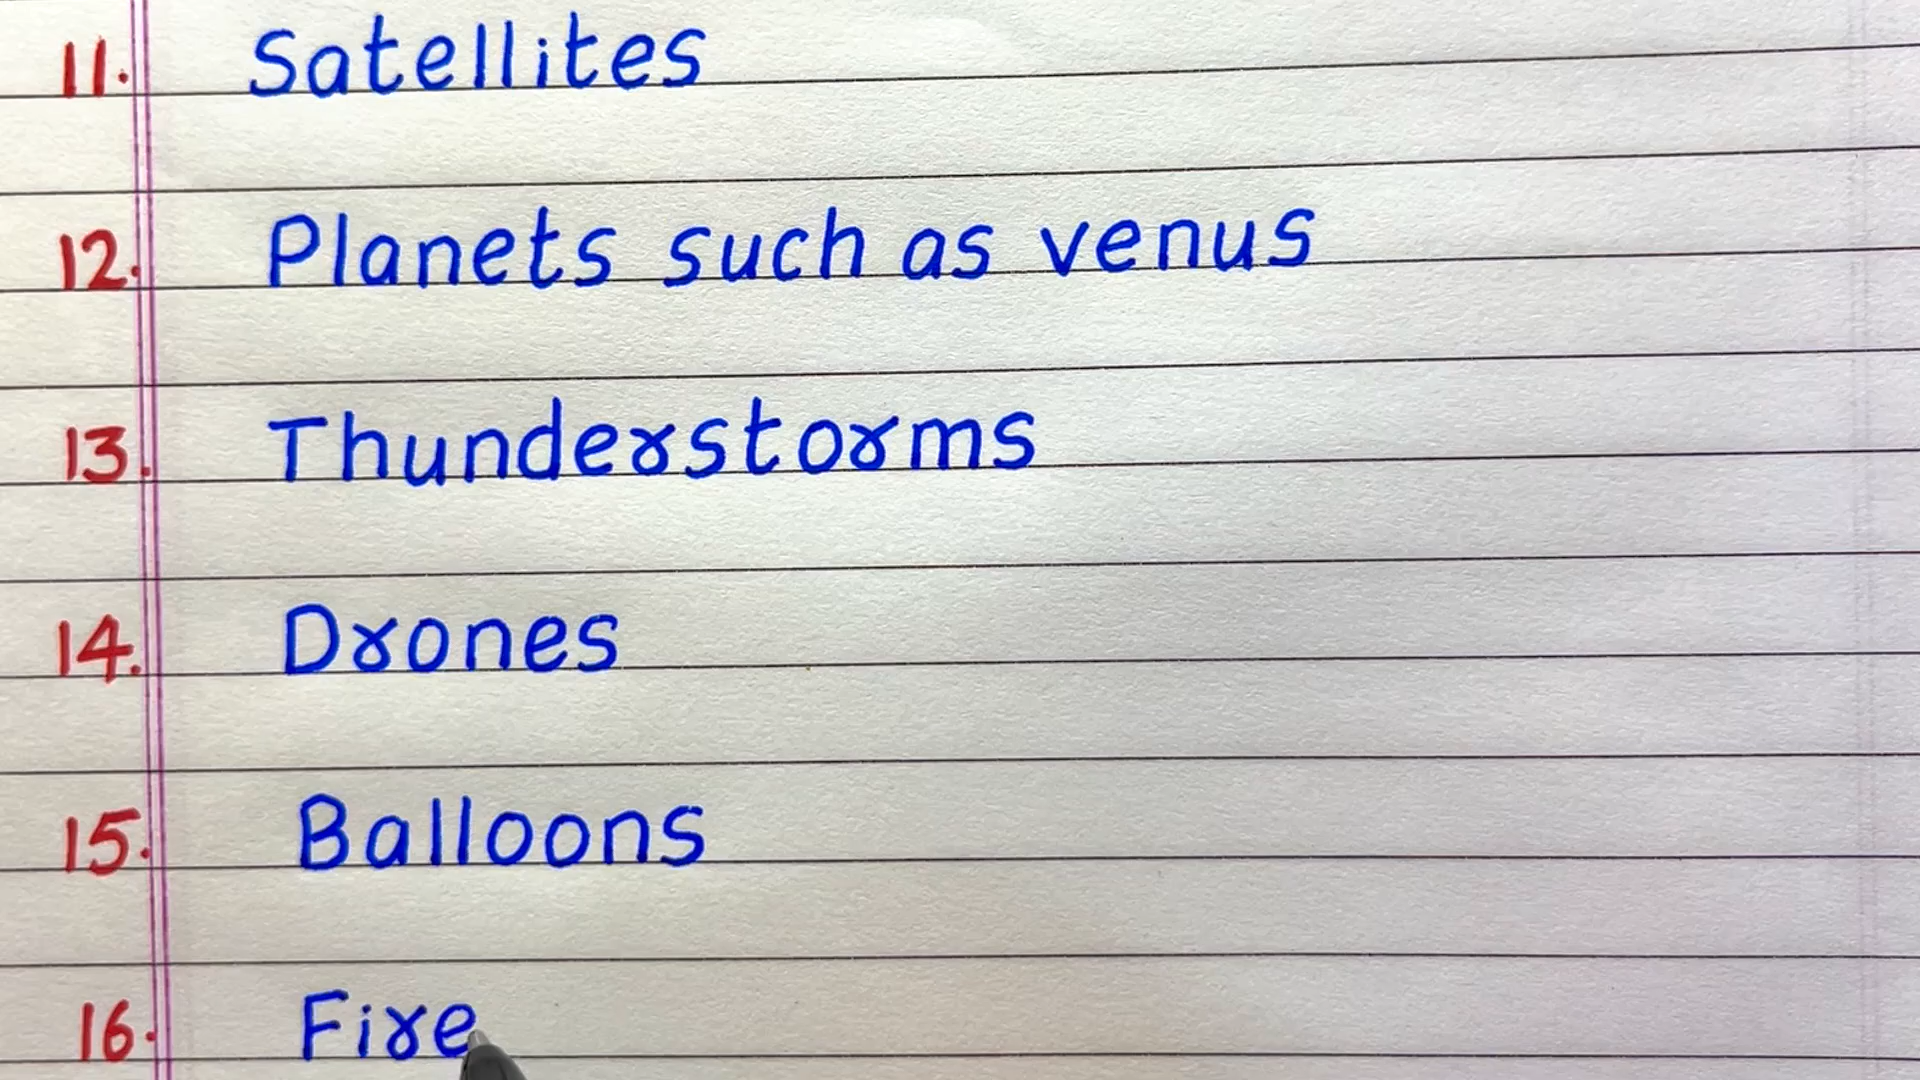 11. Satellites
12. Planets such as venus
13. Thunderstorms
14. Drones
15. Balloons
16. Fire